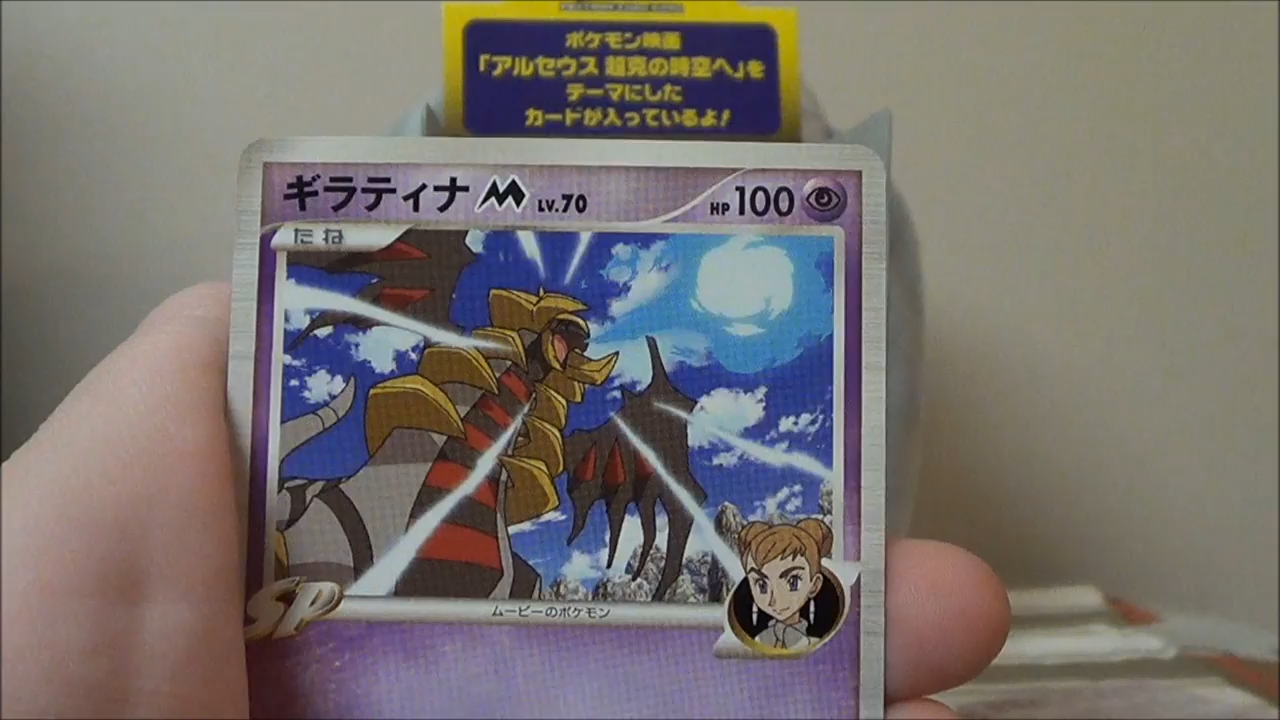 ポケモン映画
「アルセウス 超克の時空へ」を
テーマにした
カードが入っているよ!
ギラティナM LV.70 HP100
たね
SP
ムービーのポケモン